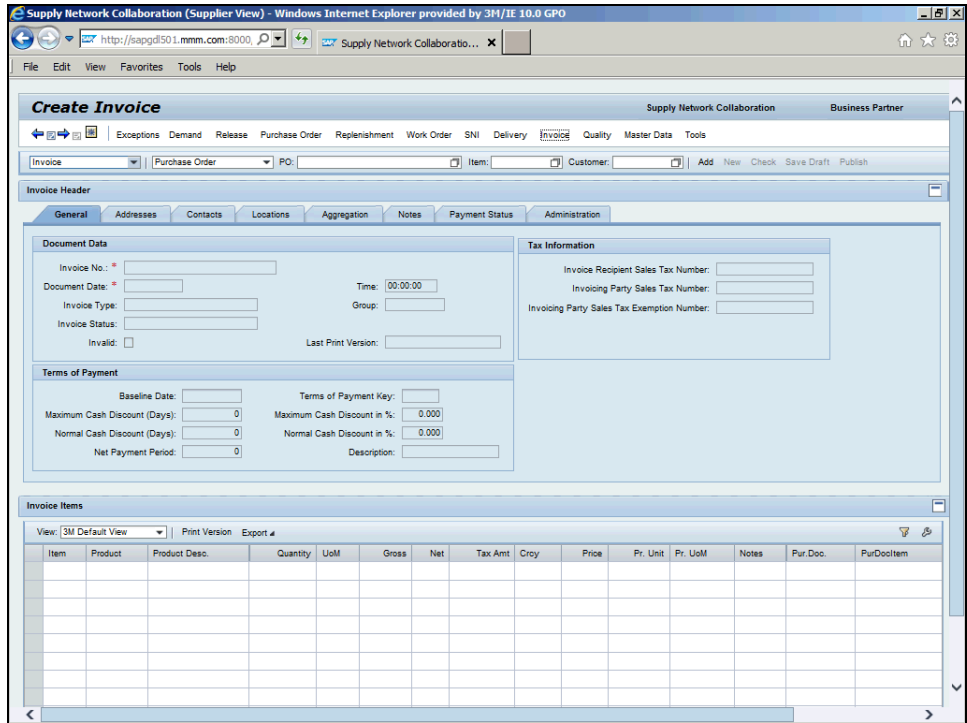 Supply Network Collaboration (Supplier View) - Windows Internet Explorer provided by 3M/IE 10.0 GPO
http://sapgdl501.mmm.com:8000, Supply Network Collaboratio... X
File Edit View Favorites Tools Help
Create Invoice Supply Network Collaboration Business Partner
Exceptions Demand Release Purchase Order Replenishment Work Order SNI Delivery Invoice Quality Master Data Tools
Invoice Purchase Order PO: Item: Customer: Add New Check Save Draft Publish
Invoice Header
General Addresses Contacts Locations Aggregation Notes Payment Status Administration
Document Data
Invoice No.: *
Document Date: * Time: 00:00:00
Invoice Type: Group:
Invoice Status:
Invalid: Last Print Version:
Tax Information
Invoice Recipient Sales Tax Number:
Invoicing Party Sales Tax Number:
Invoicing Party Sales Tax Exemption Number:
Terms of Payment
Baseline Date: Terms of Payment Key:
Maximum Cash Discount (Days): 0 Maximum Cash Discount in %: 0.000
Normal Cash Discount (Days): 0 Normal Cash Discount in %: 0.000
Net Payment Period: 0 Description:
Invoice Items
View: 3M Default View Print Version Export
Item Product Product Desc. Quantity UoM Gross Net Tax Amt Crcy Price Pr. Unit Pr. UoM Notes Pur.Doc. PurDocItem